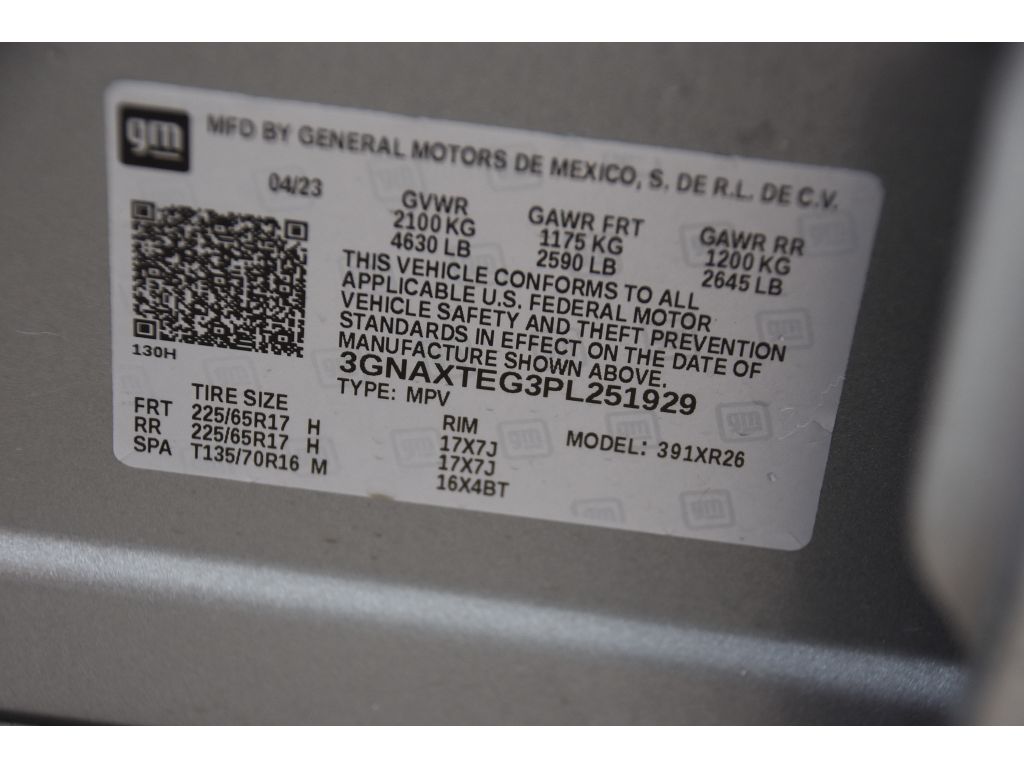 gm MFD BY GENERAL MOTORS DE MEXICO, S. DE R.L. DE C.V.
04/23
GVWR GAWR FRT GAWR RR
2100 KG 1175 KG 1200 KG
4630 LB 2590 LB 2645 LB
THIS VEHICLE CONFORMS TO ALL
APPLICABLE U.S. FEDERAL MOTOR
VEHICLE SAFETY AND THEFT PREVENTION
STANDARDS IN EFFECT ON THE DATE OF
MANUFACTURE SHOWN ABOVE.
130H
3GNAXTEG3PL251929
TYPE: MPV MODEL: 391XR26
TIRE SIZE RIM
FRT 225/65R17 H 17X7J
RR 225/65R17 H 17X7J
SPA T135/70R16 M 16X4BT